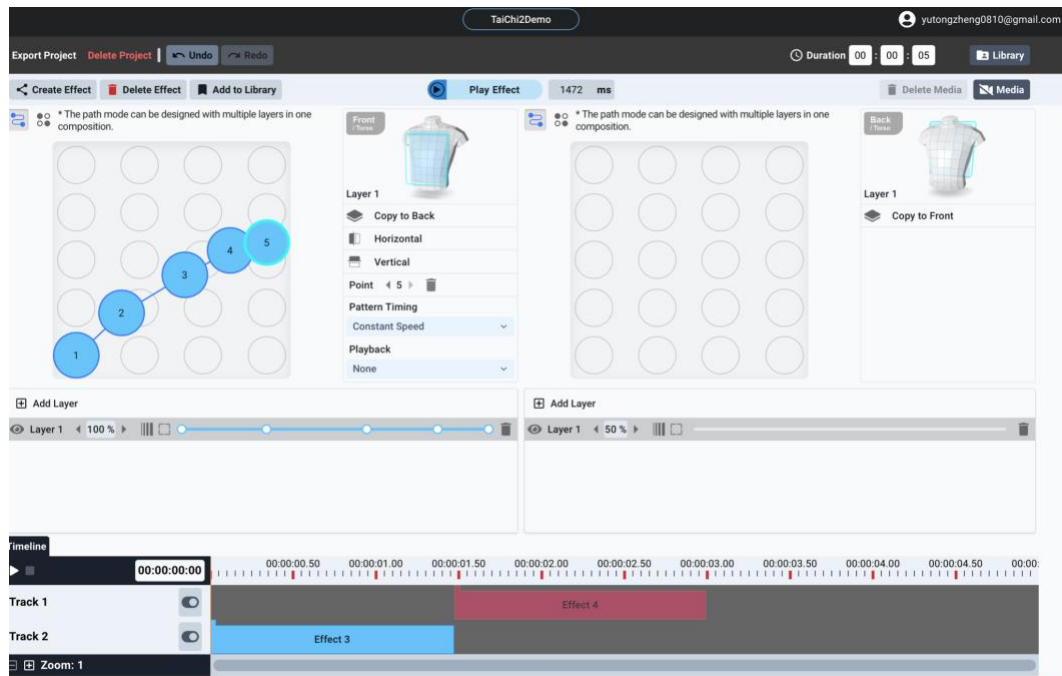 TaiChi2Demo
yutongzheng0810@gmail.com
Export Project Delete Project Undo Redo Duration 00 : 00 : 05 Library
Create Effect Delete Effect Add to Library Play Effect 1472 ms Delete Media Media
* The path mode can be designed with multiple layers in one
composition.
Front
/ Torso
1
2
3
4
5
Layer 1
Copy to Back
Horizontal
Vertical
Point 5
Pattern Timing
Constant Speed
Playback
None
* The path mode can be designed with multiple layers in one
composition.
Back
/ Torso
Layer 1
Copy to Front
Add Layer
Layer 1 100 %
Add Layer
Layer 1 50 %
Timeline
00:00:00:00
00:00:00.50 00:00:01.00 00:00:01.50 00:00:02.00 00:00:02.50 00:00:03.00 00:00:03.50 00:00:04.00 00:00:04.50 00:00:
Track 1 Effect 4
Track 2 Effect 3
Zoom: 1